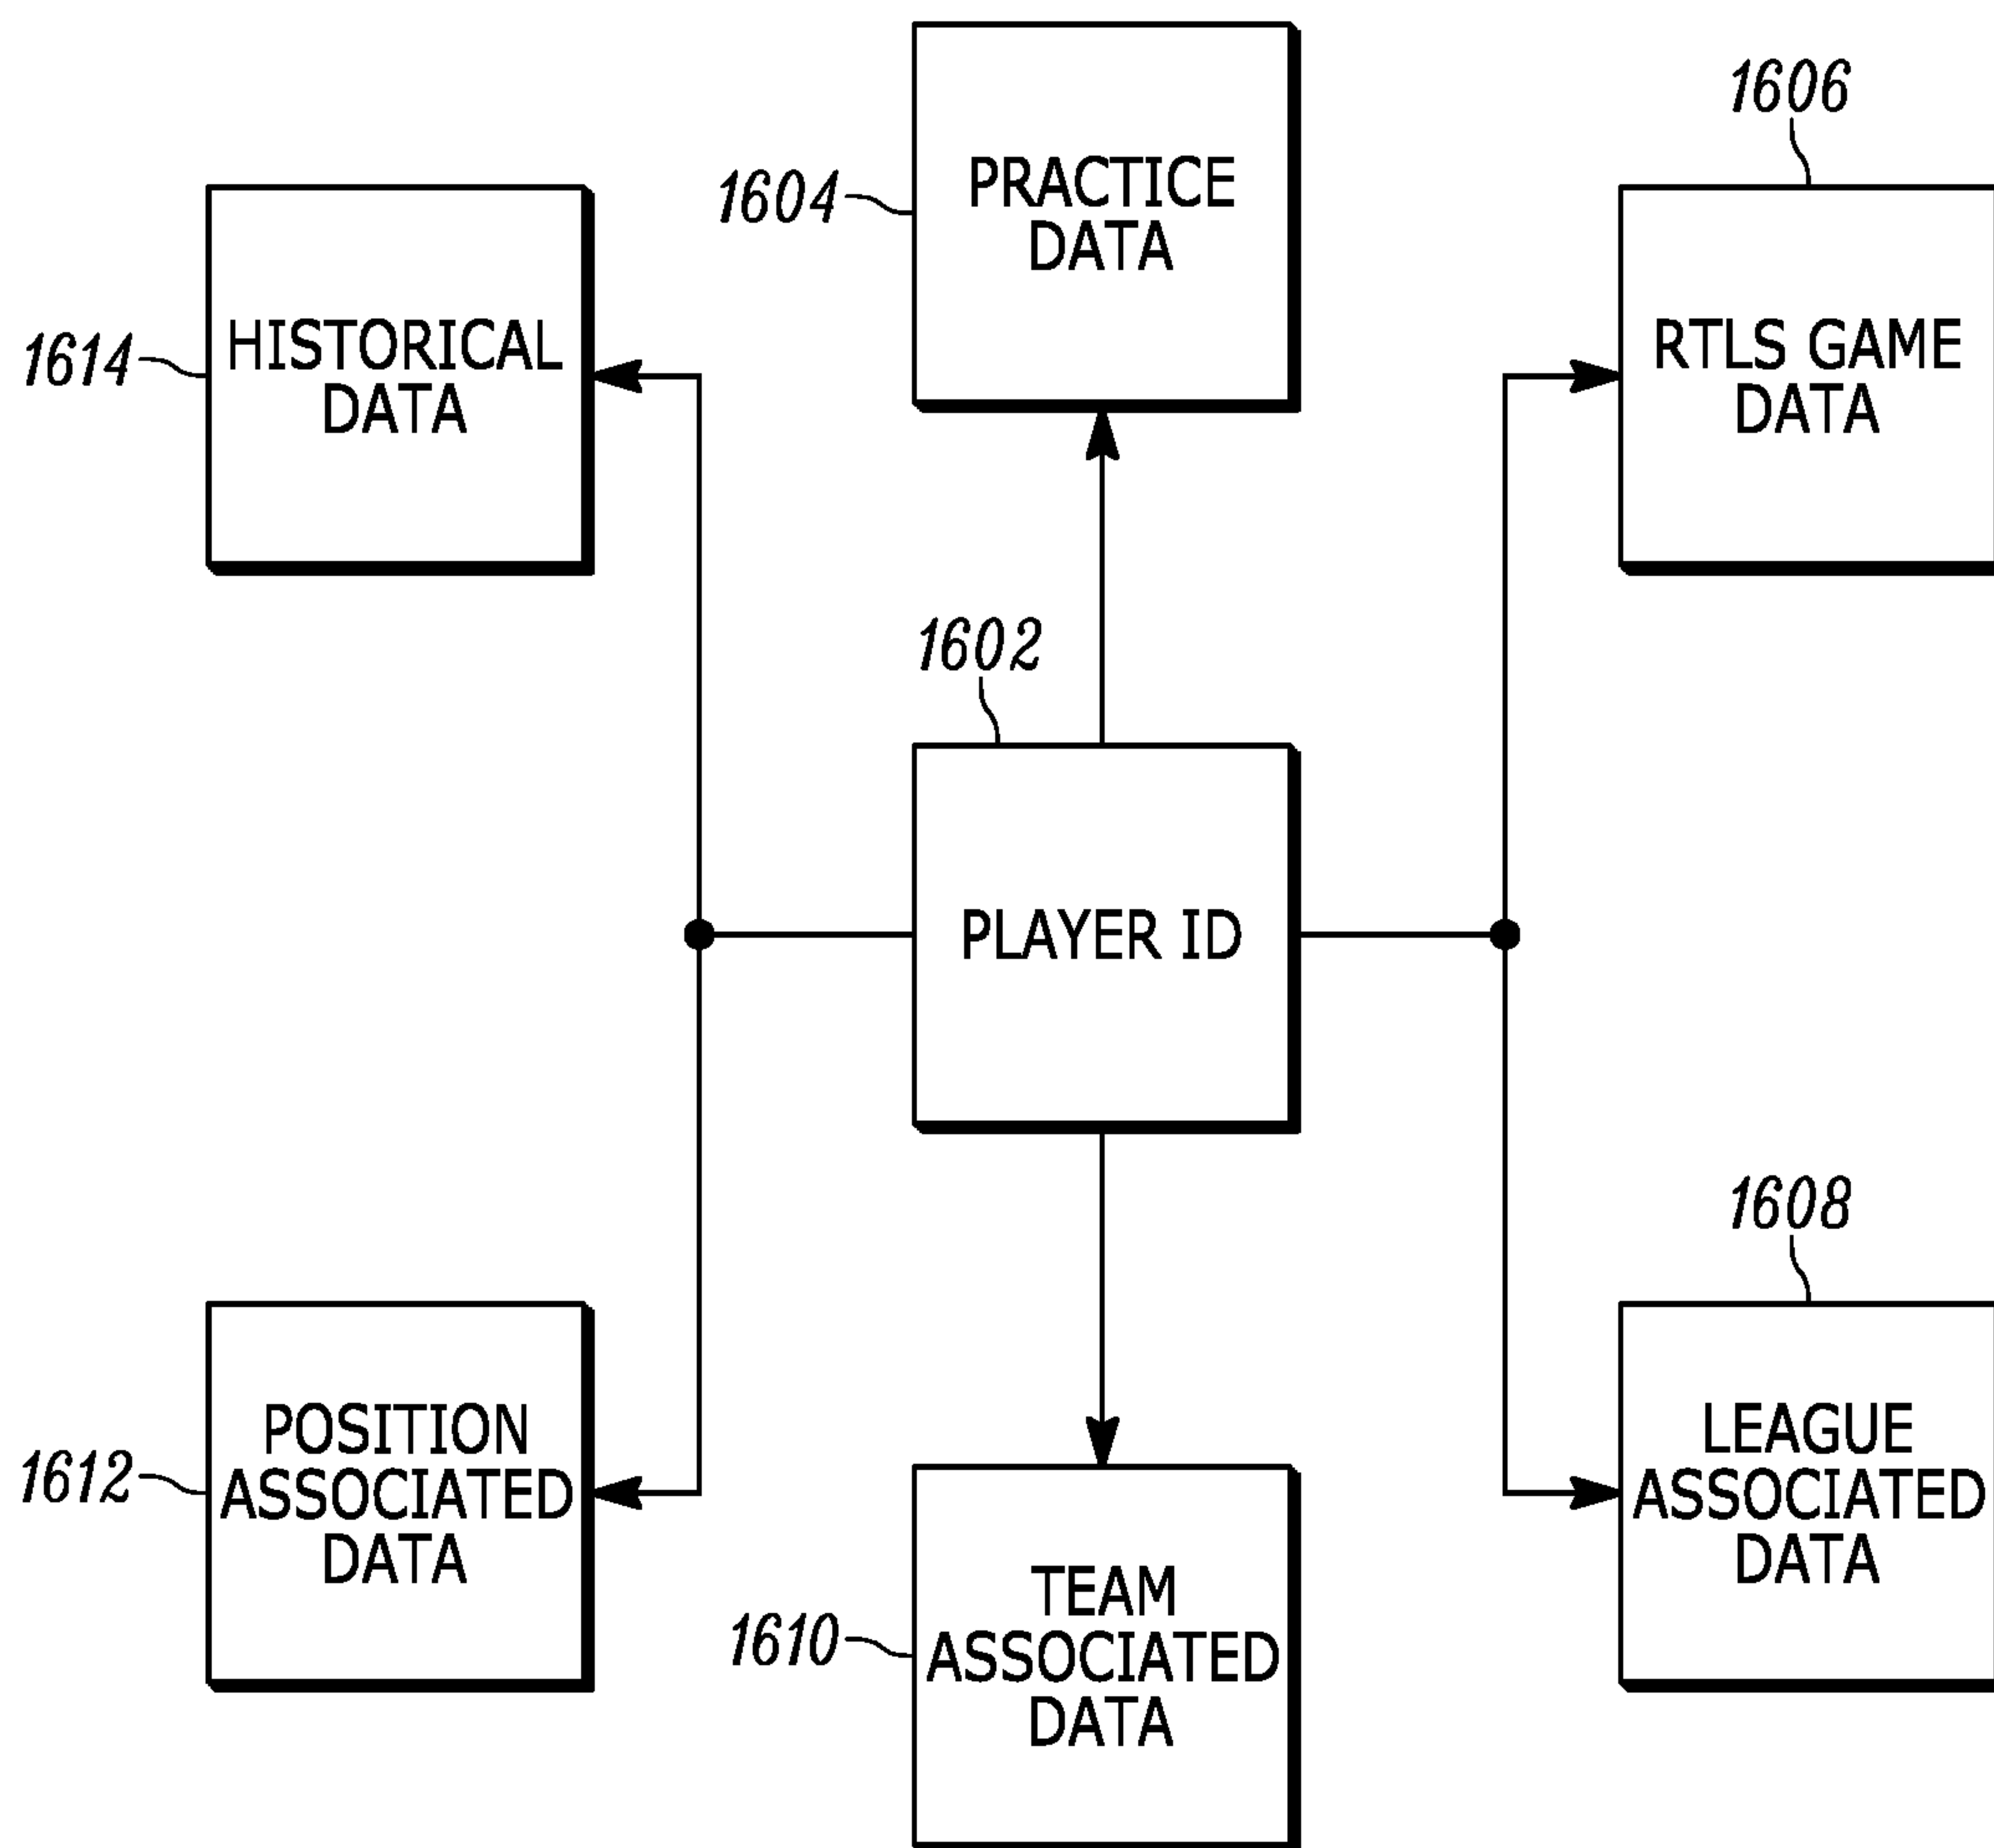 1606
1604
PRACTICE
DATA
1614
HISTORICAL
DATA
RTLS GAME
DATA
1602
PLAYER ID
1608
1612
POSITION
ASSOCIATED
DATA
LEAGUE
ASSOCIATED
DATA
1610
TEAM
ASSOCIATED
DATA